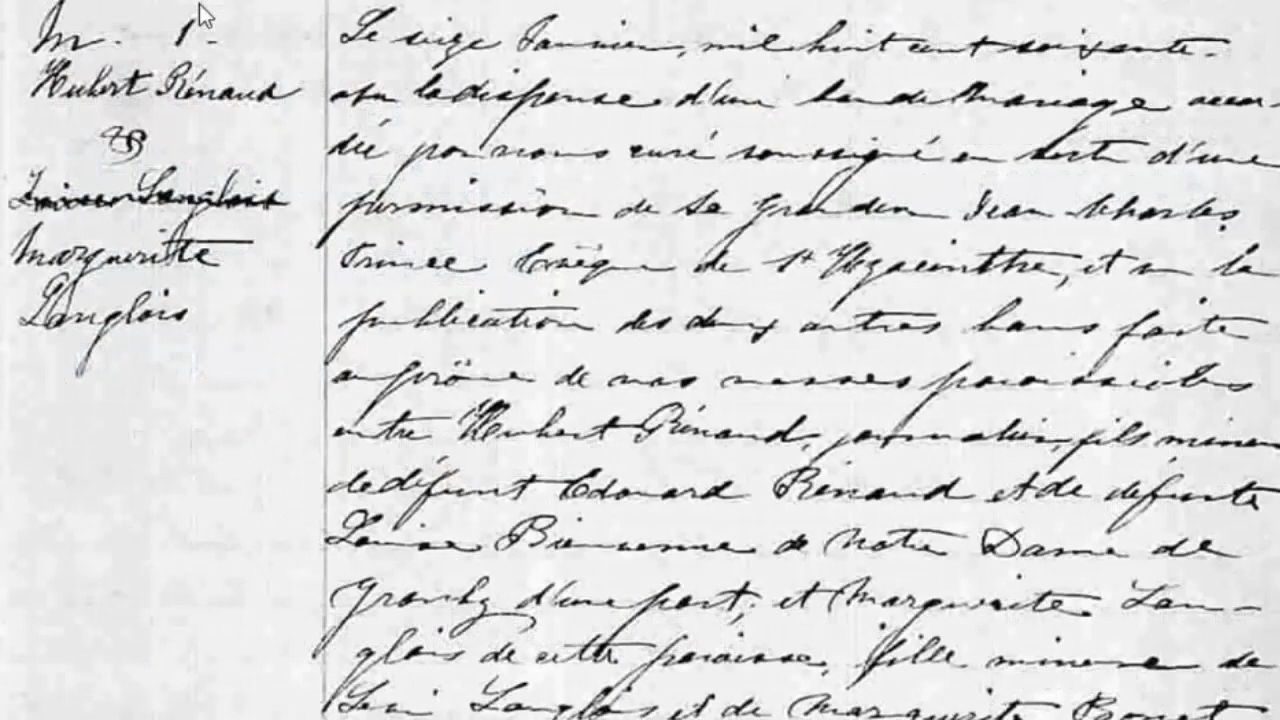 M. 1.
Hubert Rénaud
&
Louise Langlois
Marguerite
Langlois
Le seize Janvier, mil huit cent soixante-
vu la dispense d'un ban de Mariage accor-
dée par nous curé soussigné en vertu d'une
permission de Sa Grandeur Jean Charles
Prince Evêque de St Hyacinthe, et vu la
publication des deux autres bans faite
au prône de nos messes paroissiales
entre Hubert Rénaud, journalier, fils mineur
de défunt Edouard Rénaud et de défunte
Louise Bienvenue de Notre Dame de
Granby d'une part; et Marguerite Lan-
glois de cette paroisse, fille mineure de
Langlois et de Marguerite